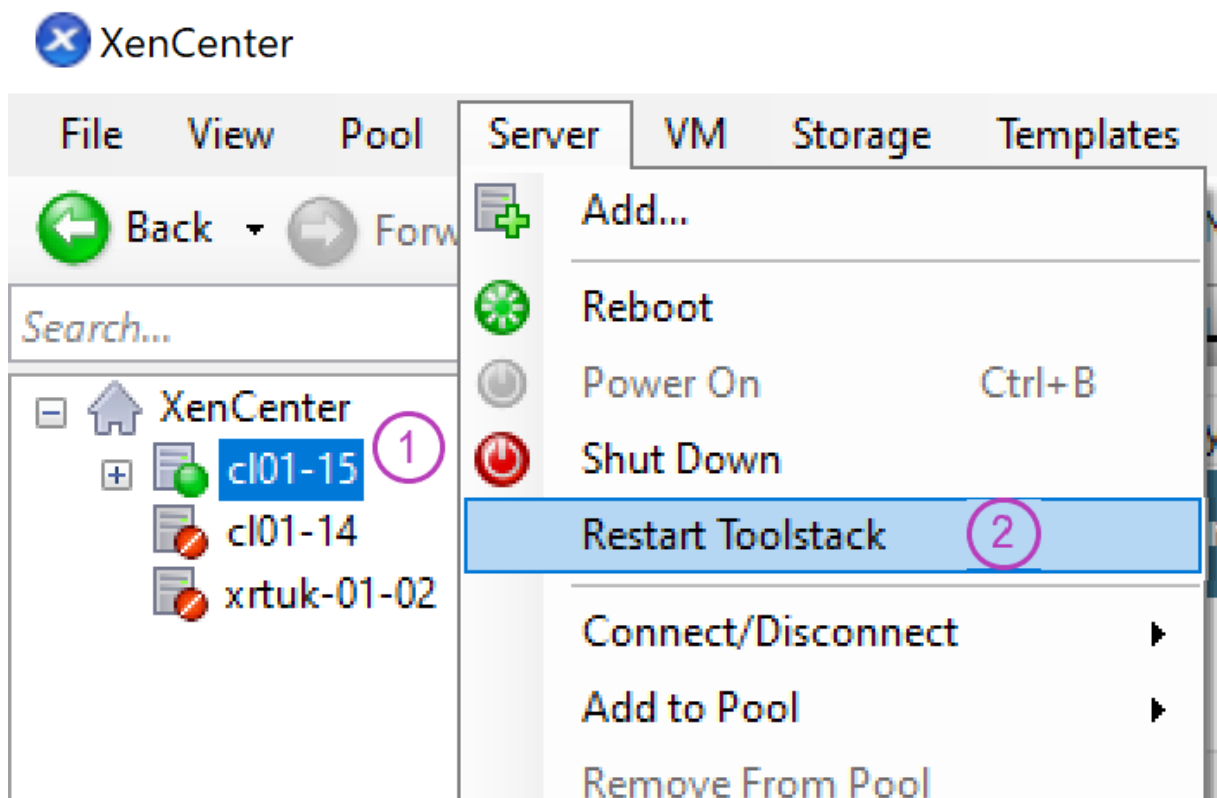 XenCenter
File View Pool Server VM Storage Templates
Back Forw
Add...
Reboot
Search...
Power On Ctrl+B
XenCenter
cl01-15 1
Shut Down
cl01-14
Restart Toolstack 2
xrtuk-01-02
Connect/Disconnect
Add to Pool
Remove From Pool